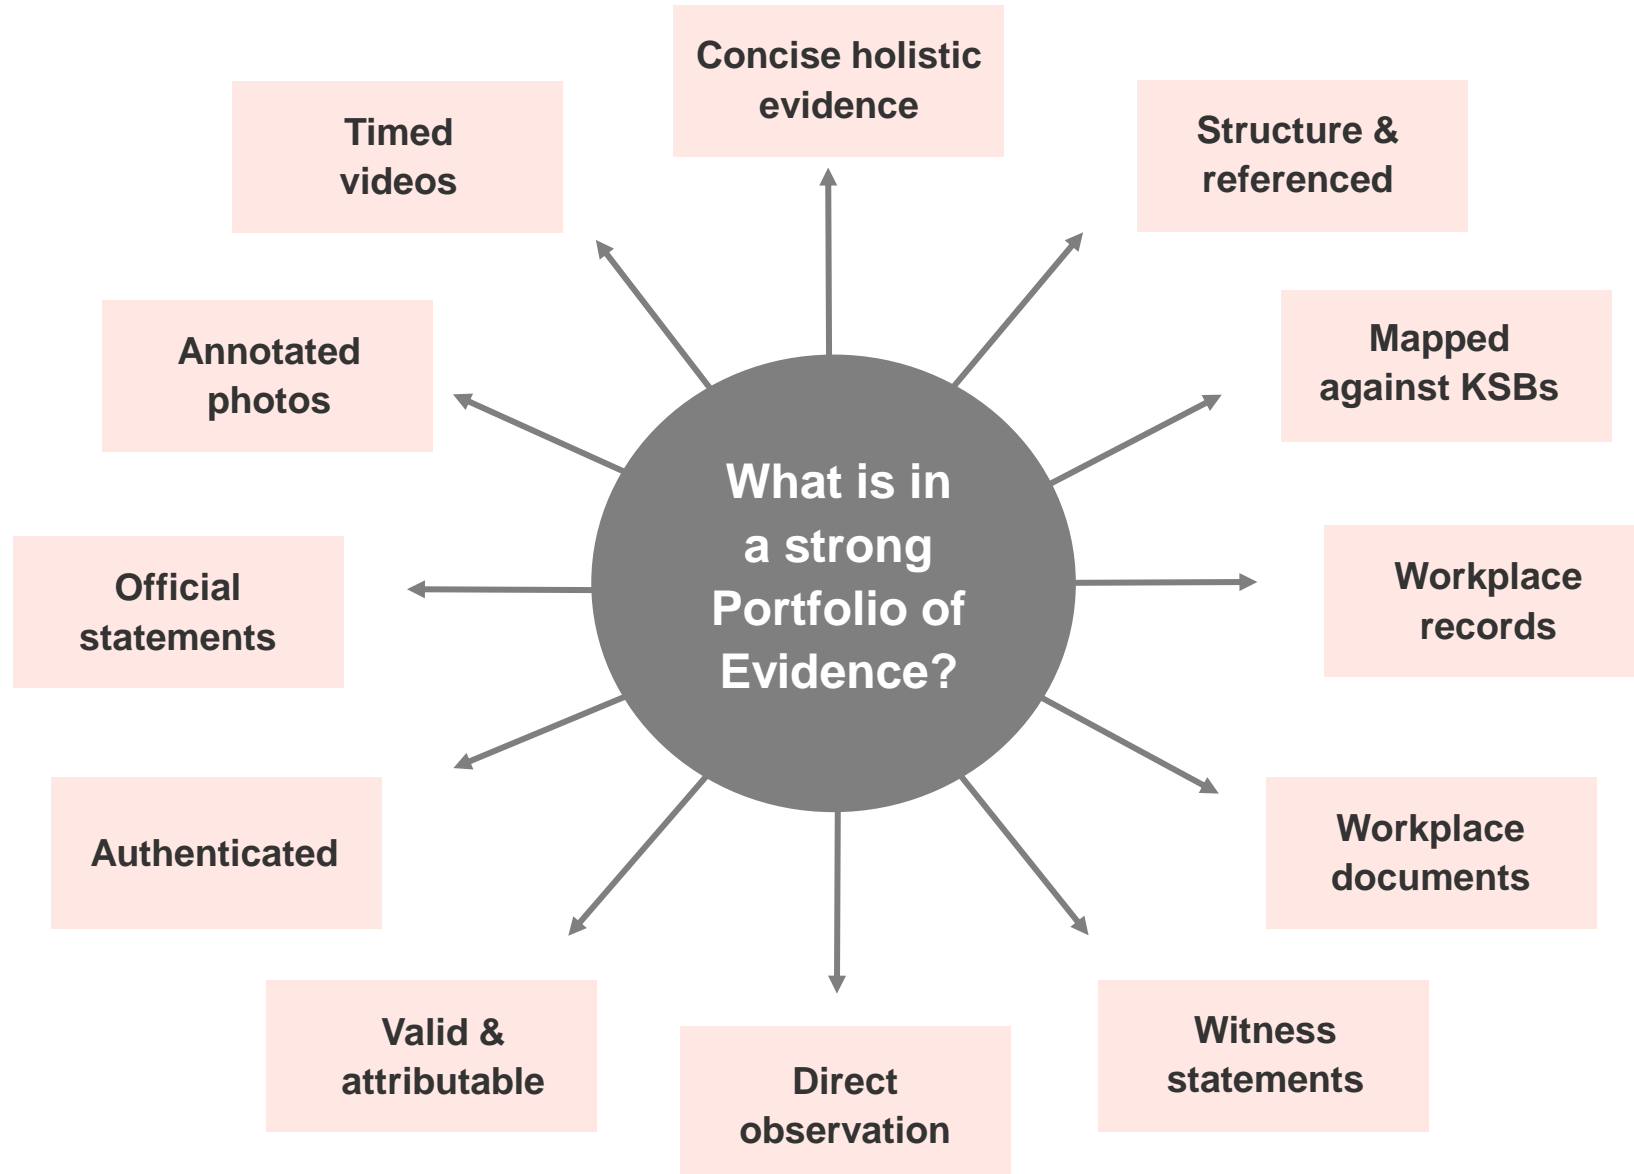 Concise holistic
evidence
Structure &
referenced
Mapped
against KSBs
Workplace
records
Workplace
documents
Witness
statements
Direct
observation
Valid &
attributable
Authenticated
Official
statements
Annotated
photos
Timed
videos
What is in
a strong
Portfolio of
Evidence?